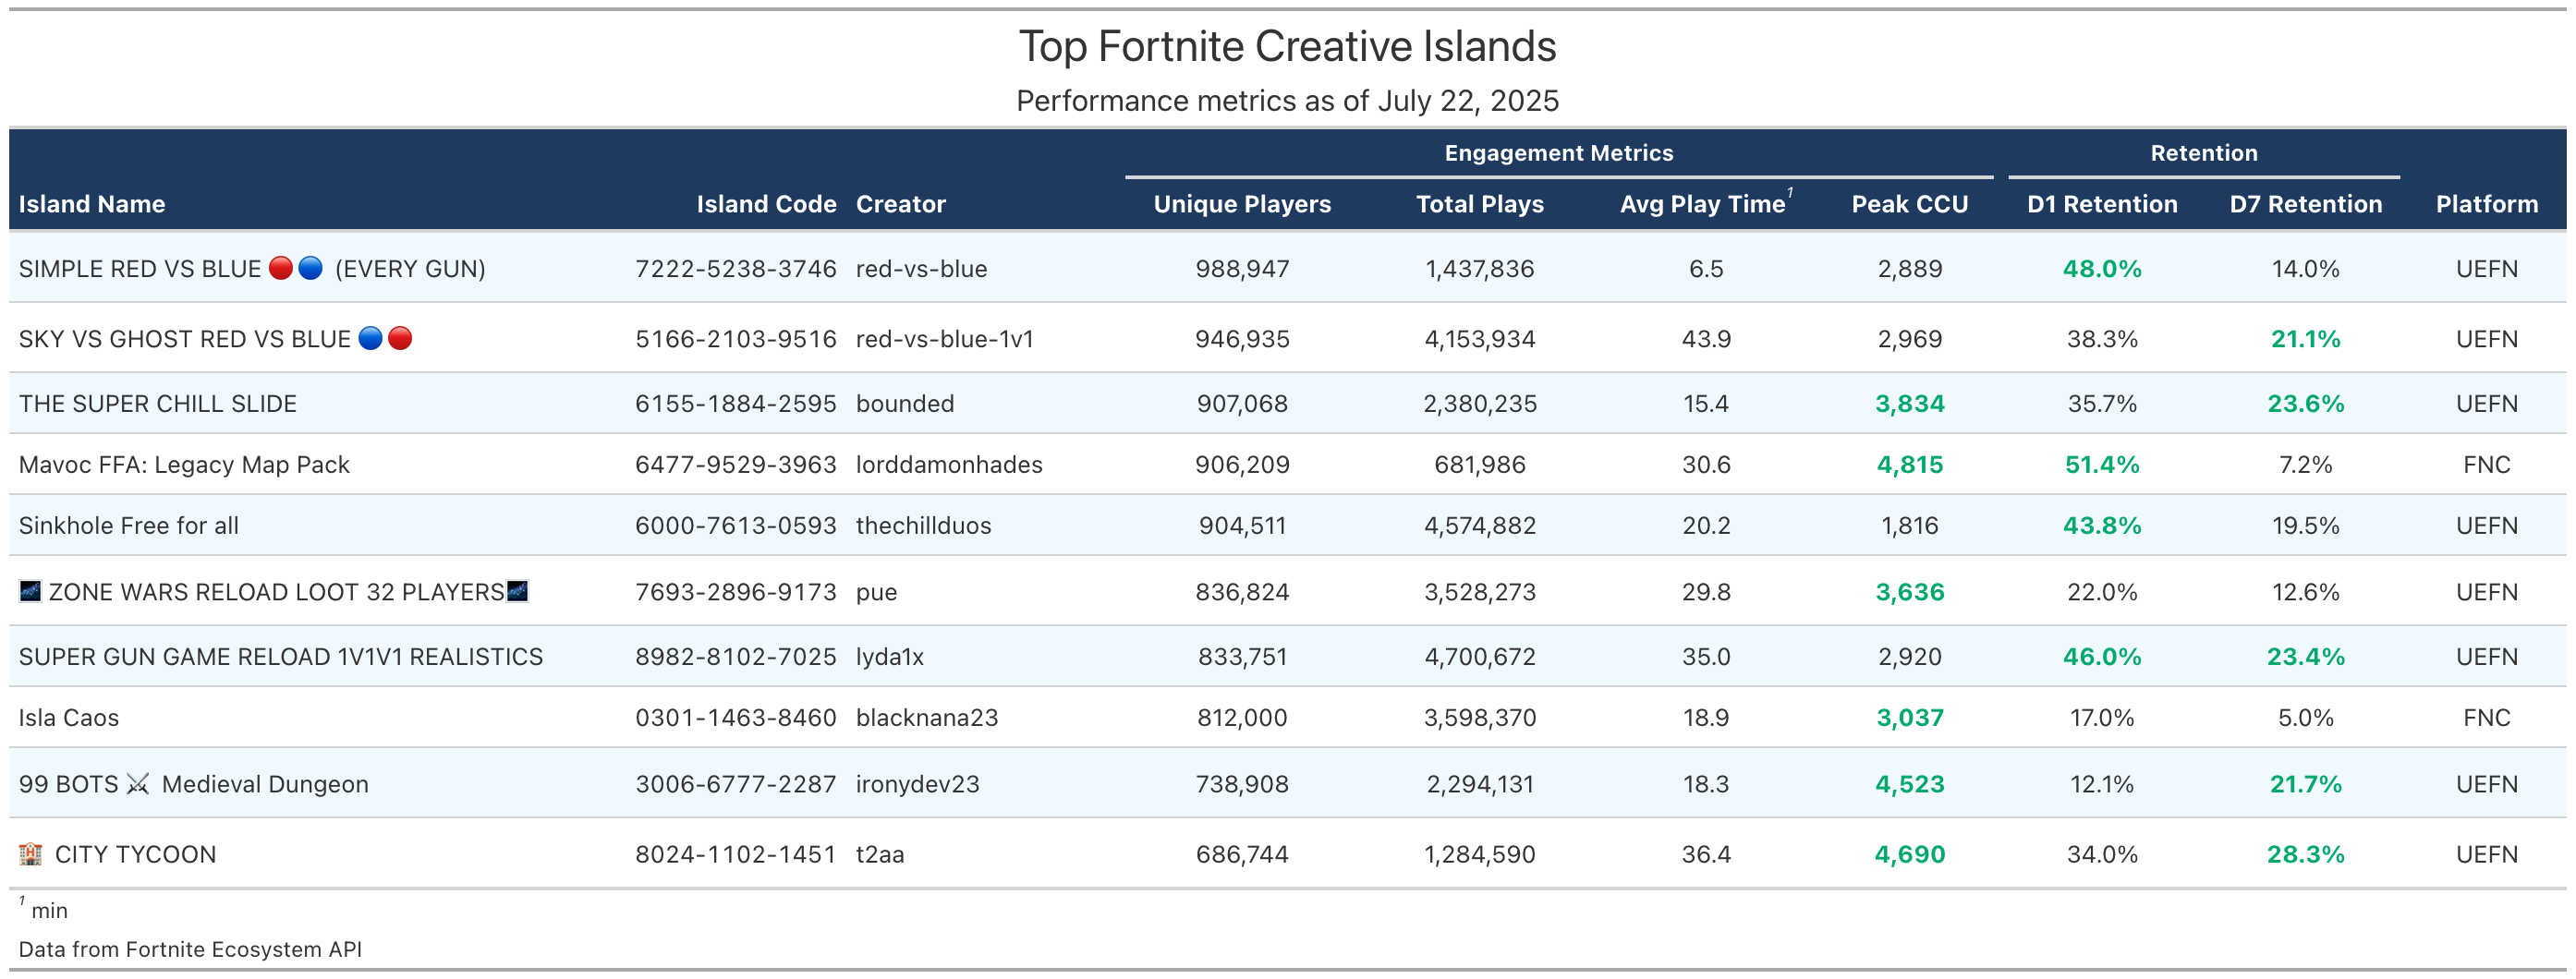 Top Fortnite Creative Islands
Performance metrics as of July 22, 2025
Engagement Metrics Retention
Island Name Island Code Creator Unique Players Total Plays Avg Play Time1 Peak CCU D1 Retention D7 Retention Platform
SIMPLE RED VS BLUE 🔴🔵 (EVERY GUN) 7222-5238-3746 red-vs-blue 988,947 1,437,836 6.5 2,889 48.0% 14.0% UEFN
SKY VS GHOST RED VS BLUE 🔵🔴 5166-2103-9516 red-vs-blue-1v1 946,935 4,153,934 43.9 2,969 38.3% 21.1% UEFN
THE SUPER CHILL SLIDE 6155-1884-2595 bounded 907,068 2,380,235 15.4 3,834 35.7% 23.6% UEFN
Mavoc FFA: Legacy Map Pack 6477-9529-3963 lorddamonhades 906,209 681,986 30.6 4,815 51.4% 7.2% FNC
Sinkhole Free for all 6000-7613-0593 thechillduos 904,511 4,574,882 20.2 1,816 43.8% 19.5% UEFN
🌌 ZONE WARS RELOAD LOOT 32 PLAYERS🌌 7693-2896-9173 pue 836,824 3,528,273 29.8 3,636 22.0% 12.6% UEFN
SUPER GUN GAME RELOAD 1V1V1 REALISTICS 8982-8102-7025 lyda1x 833,751 4,700,672 35.0 2,920 46.0% 23.4% UEFN
Isla Caos 0301-1463-8460 blacknana23 812,000 3,598,370 18.9 3,037 17.0% 5.0% FNC
99 BOTS ⚔ Medieval Dungeon 3006-6777-2287 ironydev23 738,908 2,294,131 18.3 4,523 12.1% 21.7% UEFN
🏩 CITY TYCOON 8024-1102-1451 t2aa 686,744 1,284,590 36.4 4,690 34.0% 28.3% UEFN
1 min
Data from Fortnite Ecosystem API